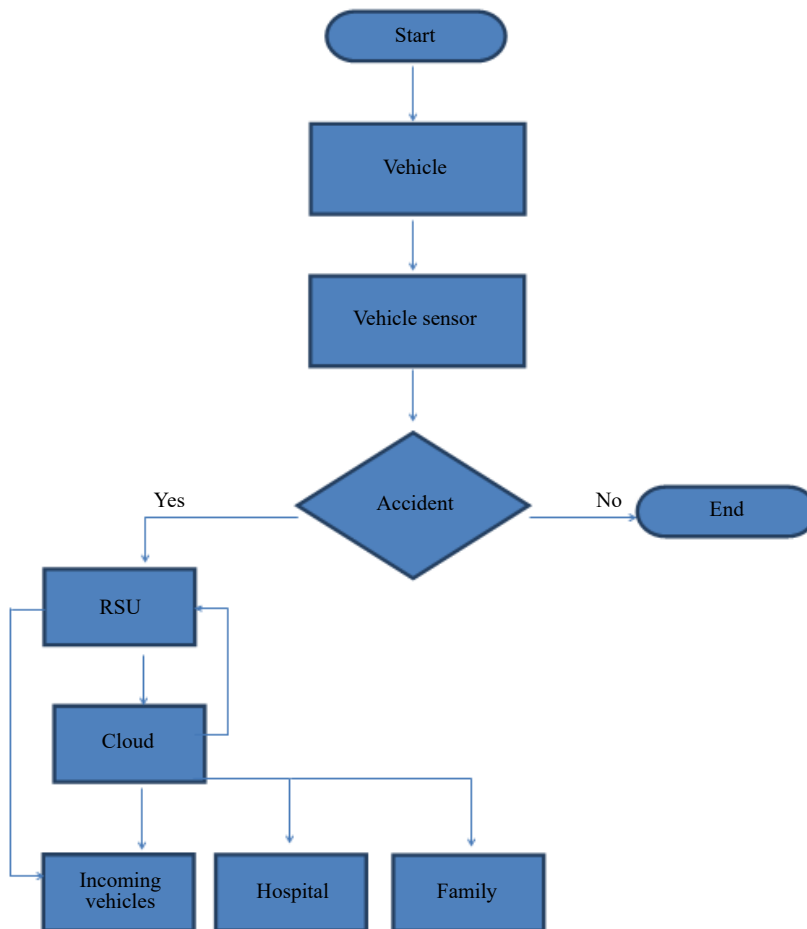 Start
Vehicle
Vehicle sensor
Accident
Yes
No
End
RSU
Cloud
Incoming
vehicles
Hospital
Family